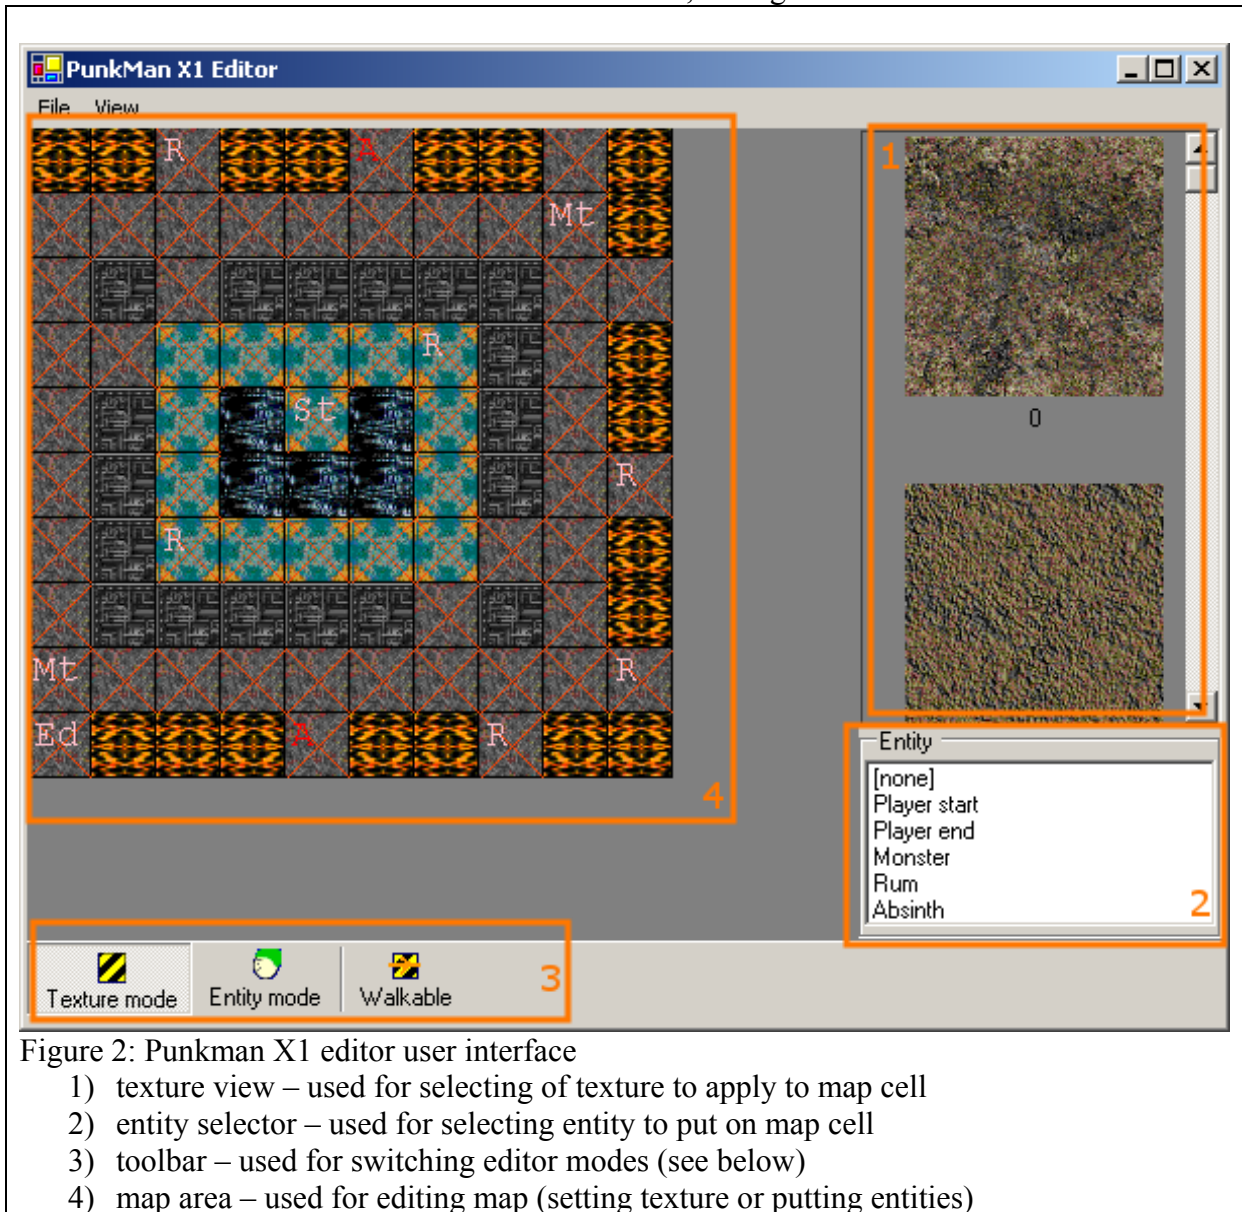 PunkMan X1 Editor
File View
R A
Mt
R
St
R
R
Mt R
Ed A R
1
0
4
Entity
[none]
Player start
Player end
Monster
Rum
Absinth
2
Texture mode Entity mode Walkable
3
Figure 2: Punkman X1 editor user interface
1) texture view – used for selecting of texture to apply to map cell
2) entity selector – used for selecting entity to put on map cell
3) toolbar – used for switching editor modes (see below)
4) map area – used for editing map (setting texture or putting entities)